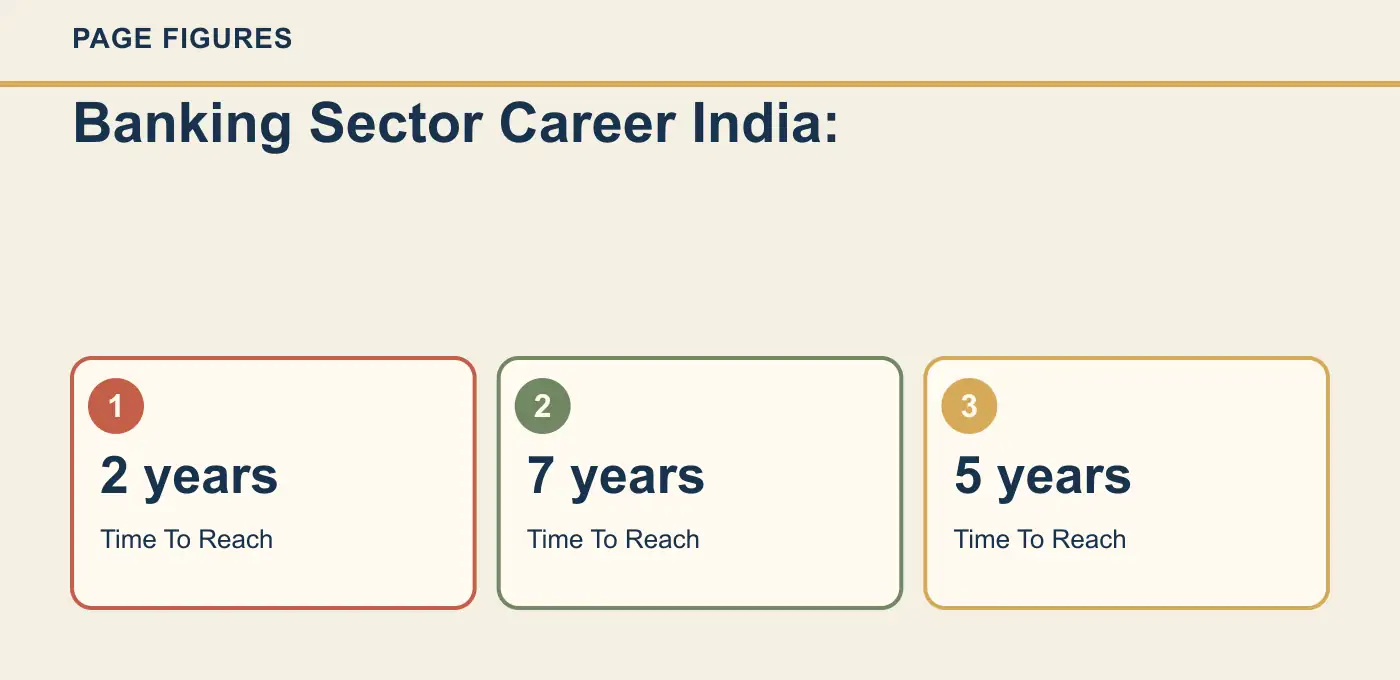 PAGE FIGURES
Banking Sector Career India:
1
2 years
Time To Reach
2
7 years
Time To Reach
3
5 years
Time To Reach